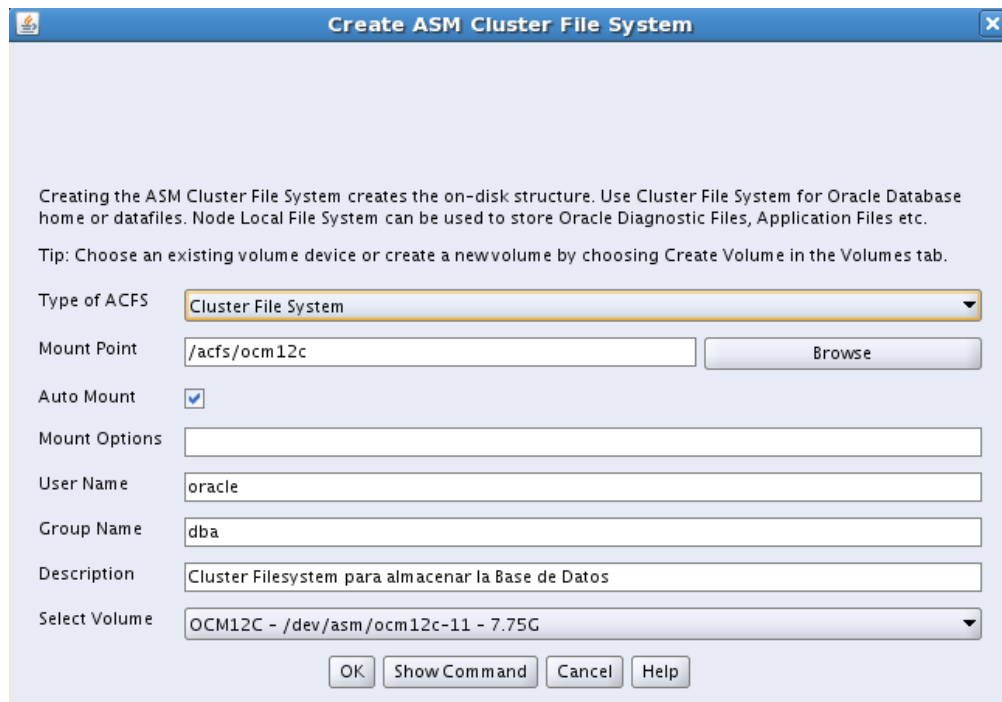 Create ASM Cluster File System
Creating the ASM Cluster File System creates the on-disk structure. Use Cluster File System for Oracle Database
home or datafiles. Node Local File System can be used to store Oracle Diagnostic Files, Application Files etc.
Tip: Choose an existing volume device or create a new volume by choosing Create Volume in the Volumes tab.
Type of ACFS Cluster File System
Mount Point /acfs/ocm12c Browse
Auto Mount
Mount Options
User Name oracle
Group Name dba
Description Cluster Filesystem para almacenar la Base de Datos
Select Volume OCM12C - /dev/asm/ocm12c-11 - 7.75G
OK Show Command Cancel Help